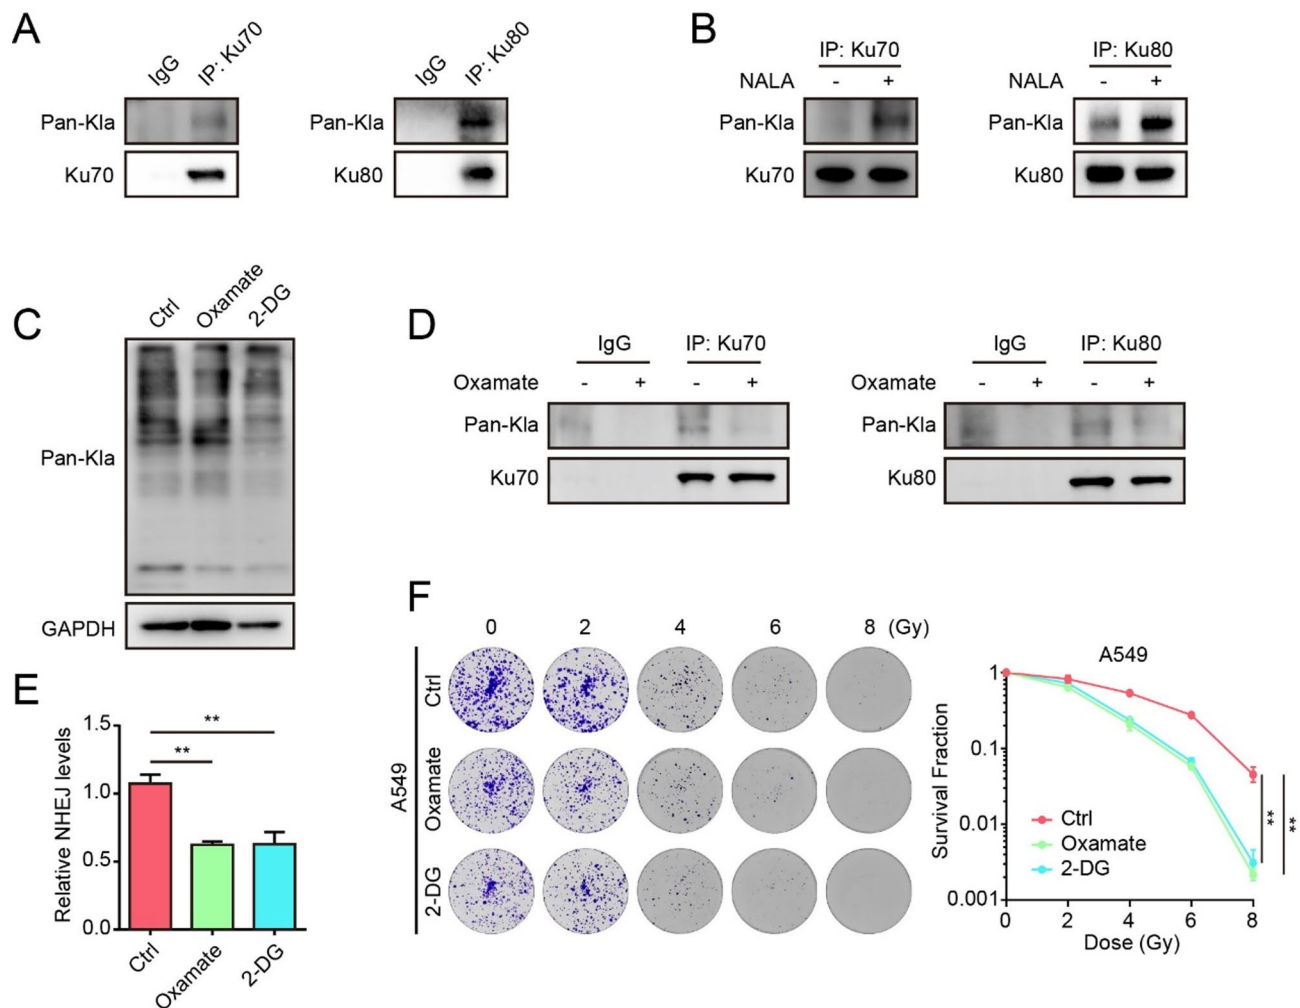 A
IgG
IP: Ku70
Pan-Kla
Ku70
IgG
IP: Ku80
Pan-Kla
Ku80
B
IP: Ku70
NALA - +
Pan-Kla
Ku70
IP: Ku80
NALA - +
Pan-Kla
Ku80
C
Ctrl
Oxamate
2-DG
Pan-Kla
GAPDH
D
IgG IP: Ku70
Oxamate - + - +
Pan-Kla
Ku70
IgG IP: Ku80
Oxamate - + - +
Pan-Kla
Ku80
E
Relative NHEJ levels
1.5
1.0
0.5
0.0
**
**
Ctrl
Oxamate
2-DG
F
0 2 4 6 8 (Gy)
A549
Ctrl
Oxamate
2-DG
A549
Survival Fraction
1
0.1
0.01
0.001
Ctrl
Oxamate
2-DG
**
**
0 2 4 6 8
Dose (Gy)